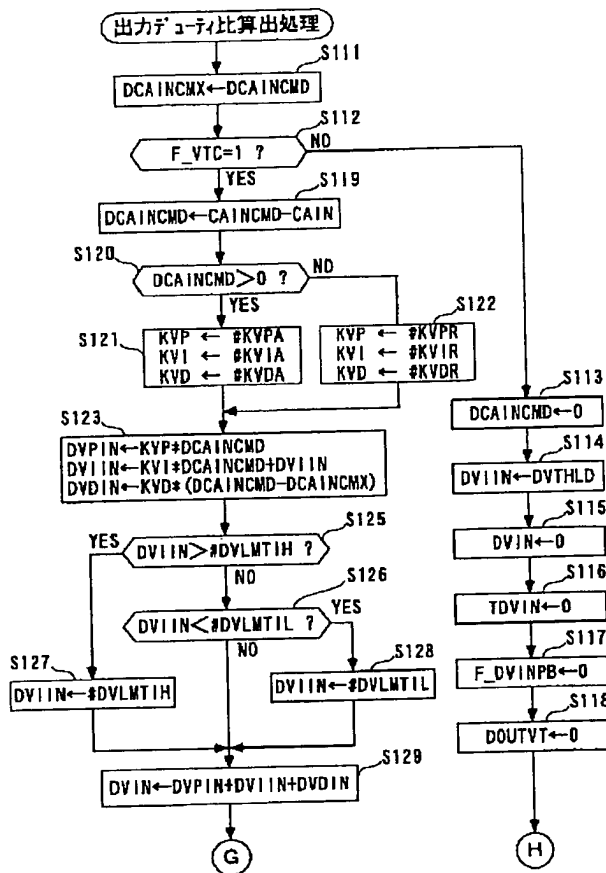 出力デューティ比算出処理
S111
DCAINCMX←DCAINCMD
S112
F_VTC=1 ?
NO
YES
S119
DCAINCMD←CAINCMD-CAIN
S120
DCAINCMD>0 ?
NO
YES
S121
KVP ← #KVPA
KVI ← #KVIA
KVD ← #KVDA
S122
KVP ← #KVPR
KVI ← #KVIR
KVD ← #KVDR
S123
DVPIN←KVP*DCAINCMD
DVIIN←KVI*DCAINCMD+DVIIN
DVDIN←KVD*(DCAINCMD-DCAINCMX)
S125
YES
DVIIN>#DVLMTIH ?
NO
S126
DVIIN<#DVLMTIL ?
YES
NO
S127
DVIIN←#DVLMTIH
S128
DVIIN←#DVLMTIL
S129
DVIN←DVPIN+DVIIN+DVDIN
G
S113
DCAINCMD←0
S114
DVIIN←DVTHLD
S115
DVIN←0
S116
TDVIN←0
S117
F_DVINPB←0
S118
DOUTVT←0
H